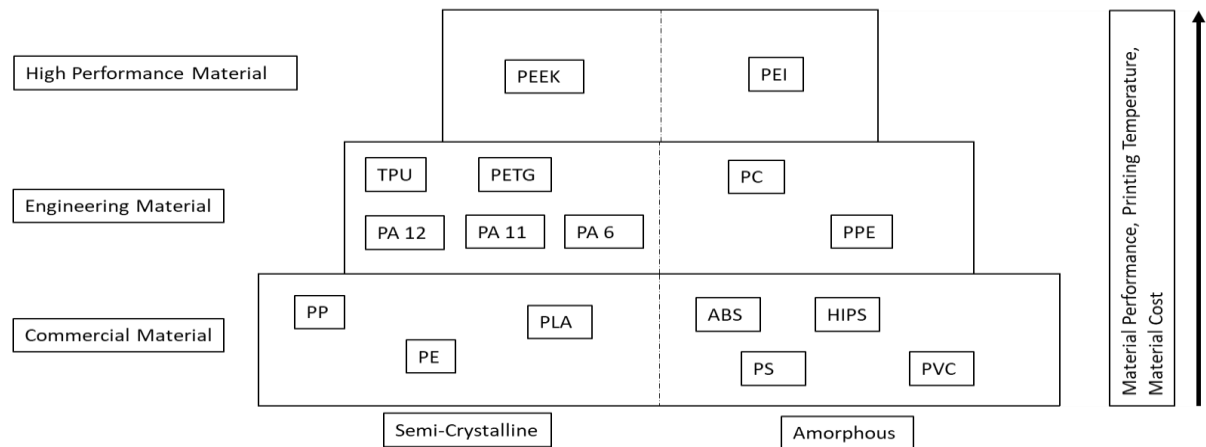 High Performance Material
PEEK
PEI
TPU
PETG
PC
Engineering Material
PA 12
PA 11
PA 6
PPE
PP
PLA
ABS
HIPS
Commercial Material
PE
PS
PVC
Semi-Crystalline
Amorphous
Material Performance, Printing Temperature,
Material Cost